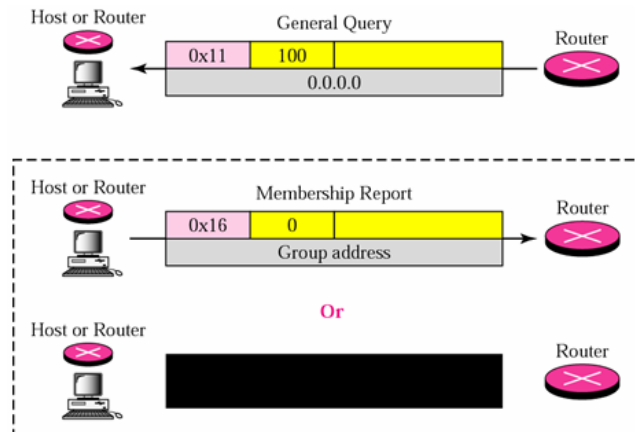 General Query
Host or Router
Router
0x11 100
0.0.0.0
Host or Router
Membership Report
Router
0x16 0
Group address
Or
Host or Router
Router